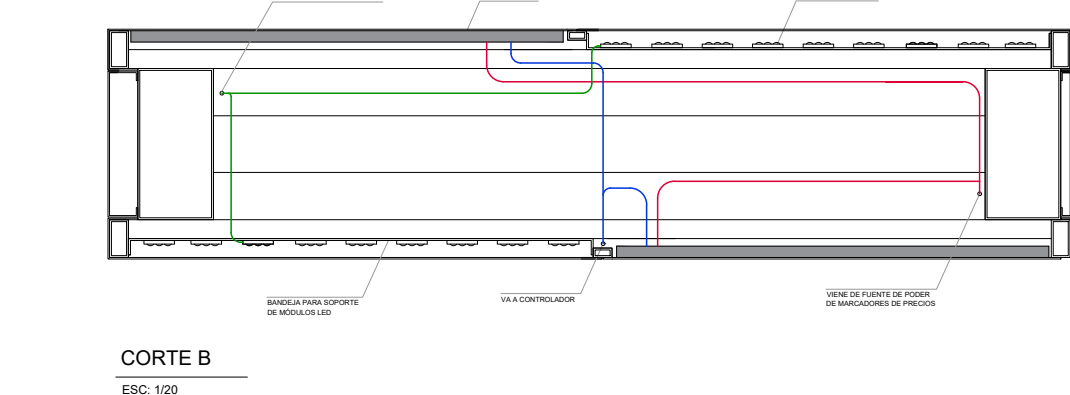 BANDEJA PARA SOPORTE
DE MÓDULOS LED
VA A CONTROLADOR
VIENE DE FUENTE DE PODER
DE MARCADORES DE PRECIOS
CORTE B
ESC: 1/20